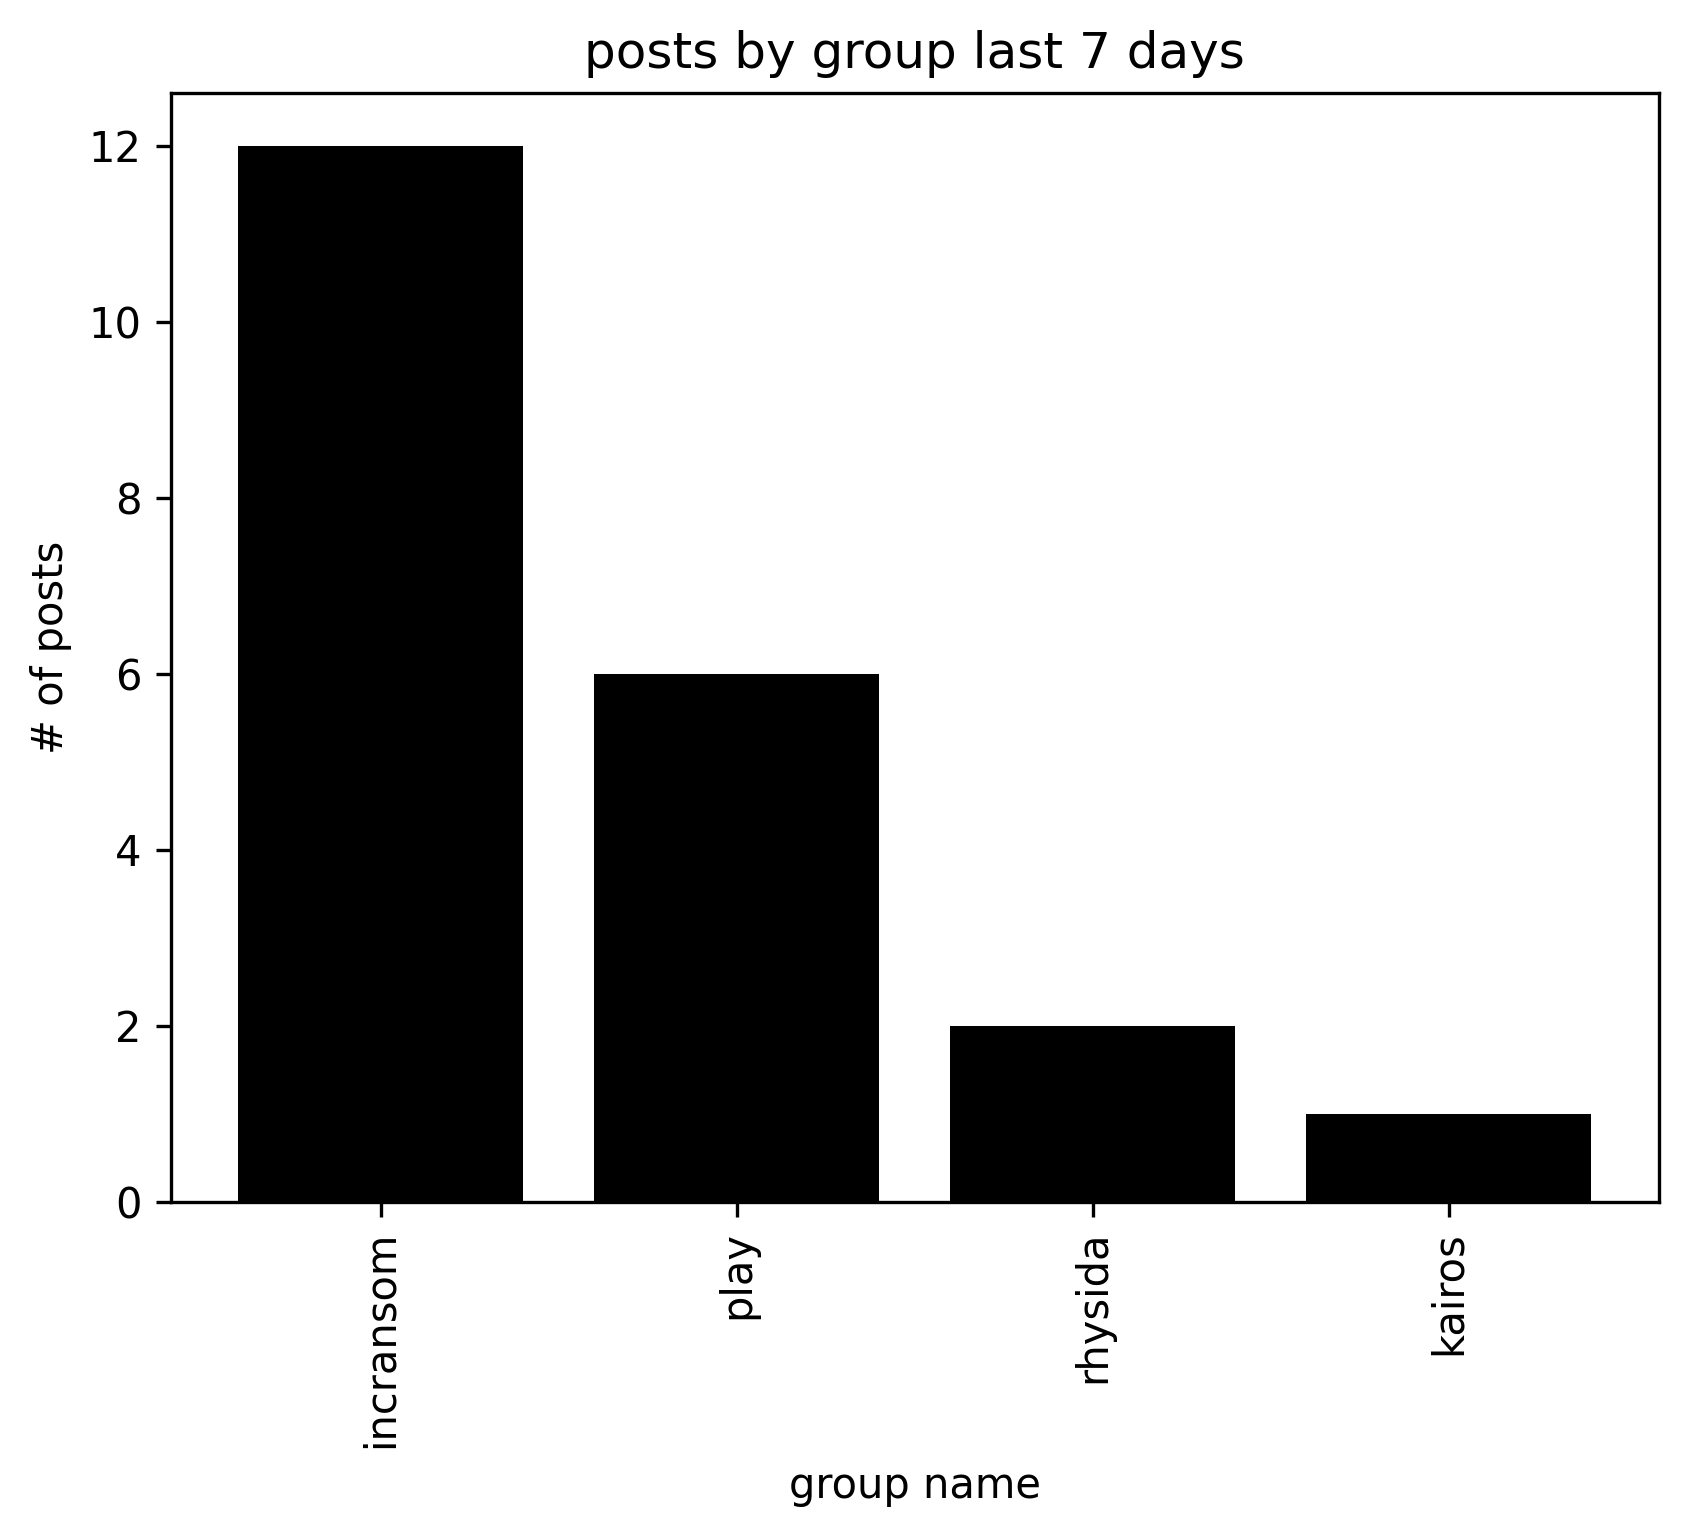 posts by group last 7 days
12
10
8
6
4
2
0
# of posts
incransom
play
rhysida
kairos
group name